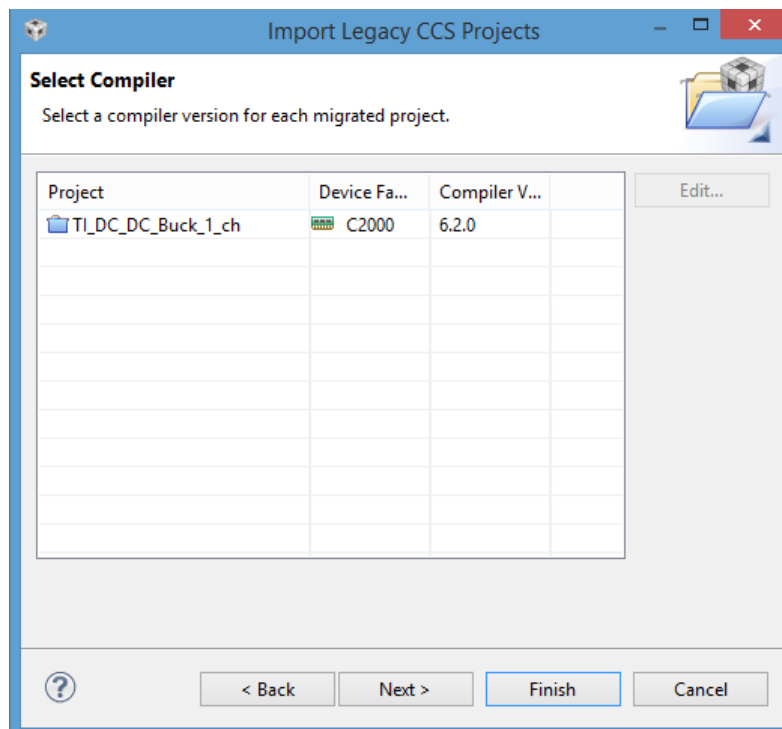 Import Legacy CCS Projects
Select Compiler
Select a compiler version for each migrated project.
Project Device Fa... Compiler V... Edit...
TI_DC_DC_Buck_1_ch C2000 6.2.0
? < Back Next > Finish Cancel